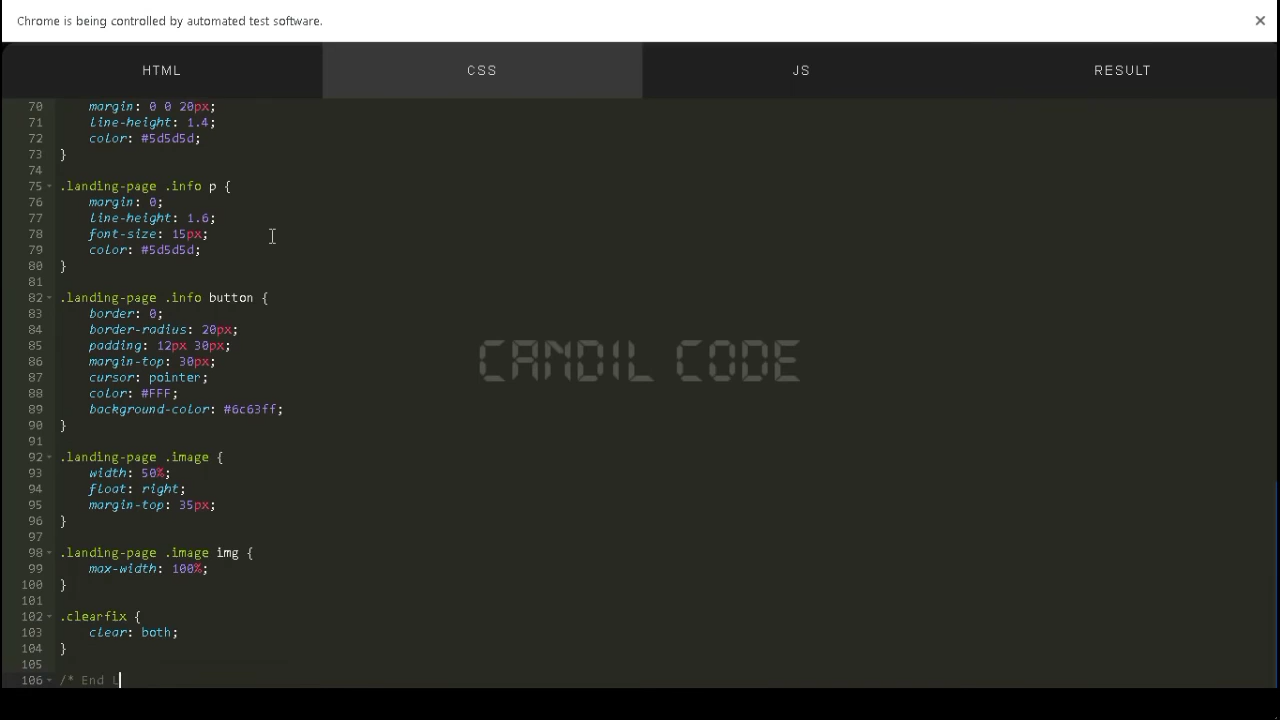 Chrome is being controlled by automated test software.
HTML CSS JS RESULT
70 margin: 0 0 20px;
71 line-height: 1.4;
72 color: #5d5d5d;
73 }
74
75 .landing-page .info p {
76 margin: 0;
77 line-height: 1.6;
78 font-size: 15px;
79 color: #5d5d5d;
80 }
81
82 .landing-page .info button {
83 border: 0;
84 border-radius: 20px;
85 padding: 12px 30px;
86 margin-top: 30px;
87 cursor: pointer;
88 color: #FFF;
89 background-color: #6c63ff;
90 }
91
92 .landing-page .image {
93 width: 50%;
94 float: right;
95 margin-top: 35px;
96 }
97
98 .landing-page .image img {
99 max-width: 100%;
100 }
101
102 .clearfix {
103 clear: both;
104 }
105
106 /* End L
CANDIL CODE